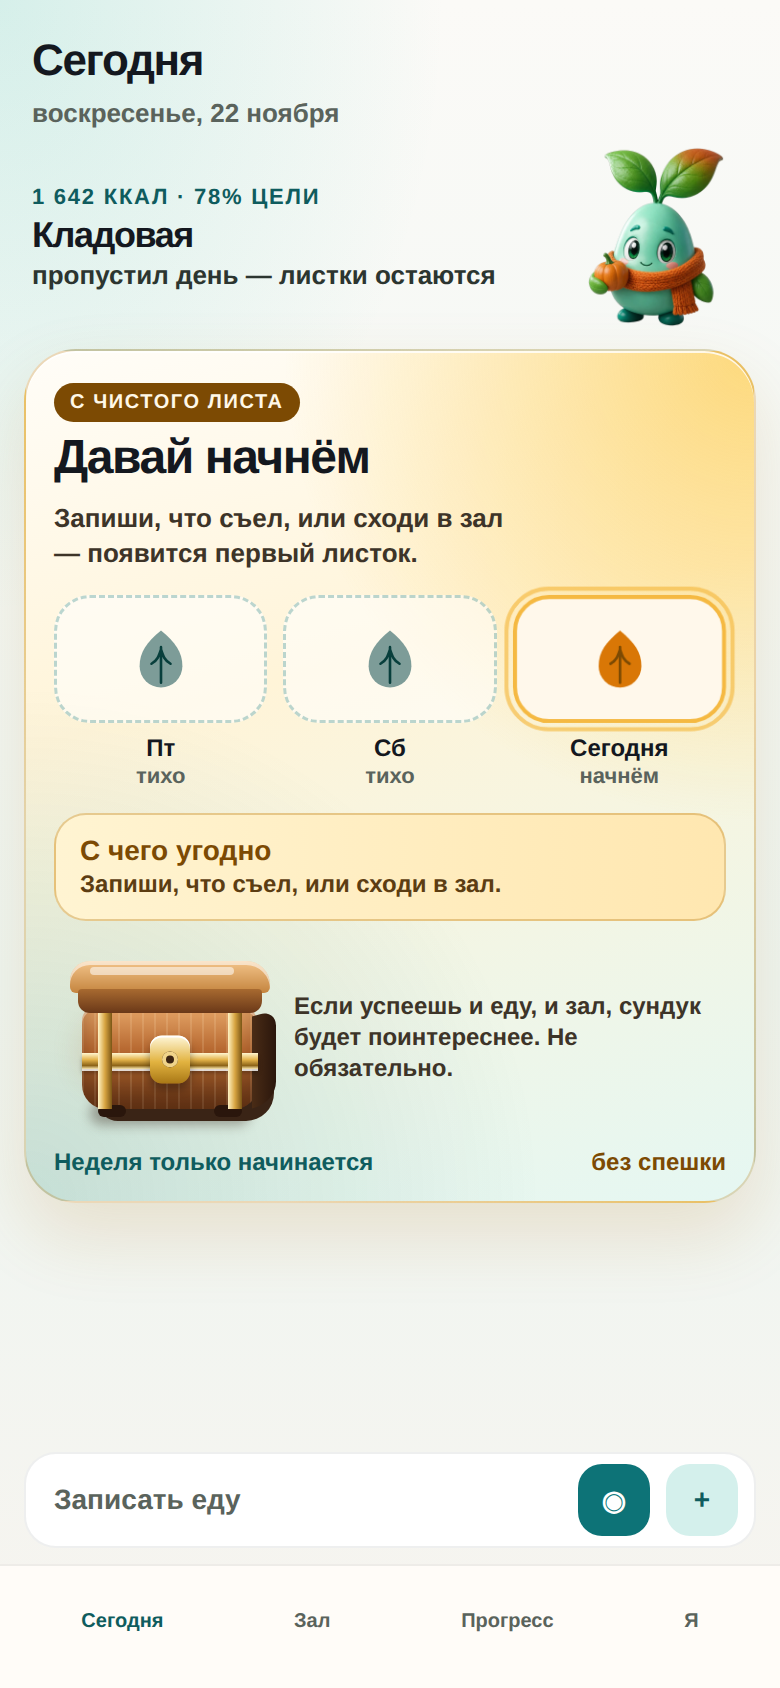 Сегодня
воскресенье, 22 ноября
1 642 ККАЛ · 78% ЦЕЛИ
Кладовая
пропустил день — листки остаются
С ЧИСТОГО ЛИСТА
Давай начнём
Запиши, что съел, или сходи в зал
— появится первый листок.
Пт
тихо
Сб
тихо
Сегодня
начнём
С чего угодно
Запиши, что съел, или сходи в зал.
Если успеешь и еду, и зал, сундук
будет поинтереснее. Не
обязательно.
Неделя только начинается
без спешки
Записать еду
+
Сегодня
Зал
Прогресс
Я